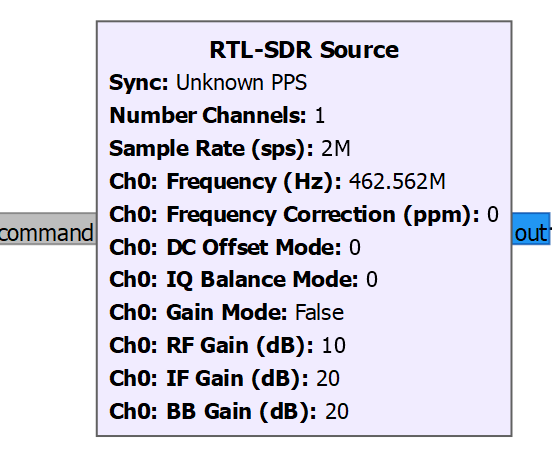 RTL-SDR Source
Sync: Unknown PPS
Number Channels: 1
Sample Rate (sps): 2M
Ch0: Frequency (Hz): 462.562M
command
Ch0: Frequency Correction (ppm): 0
out
Ch0: DC Offset Mode: 0
Ch0: IQ Balance Mode: 0
Ch0: Gain Mode: False
Ch0: RF Gain (dB): 10
Ch0: IF Gain (dB): 20
Ch0: BB Gain (dB): 20